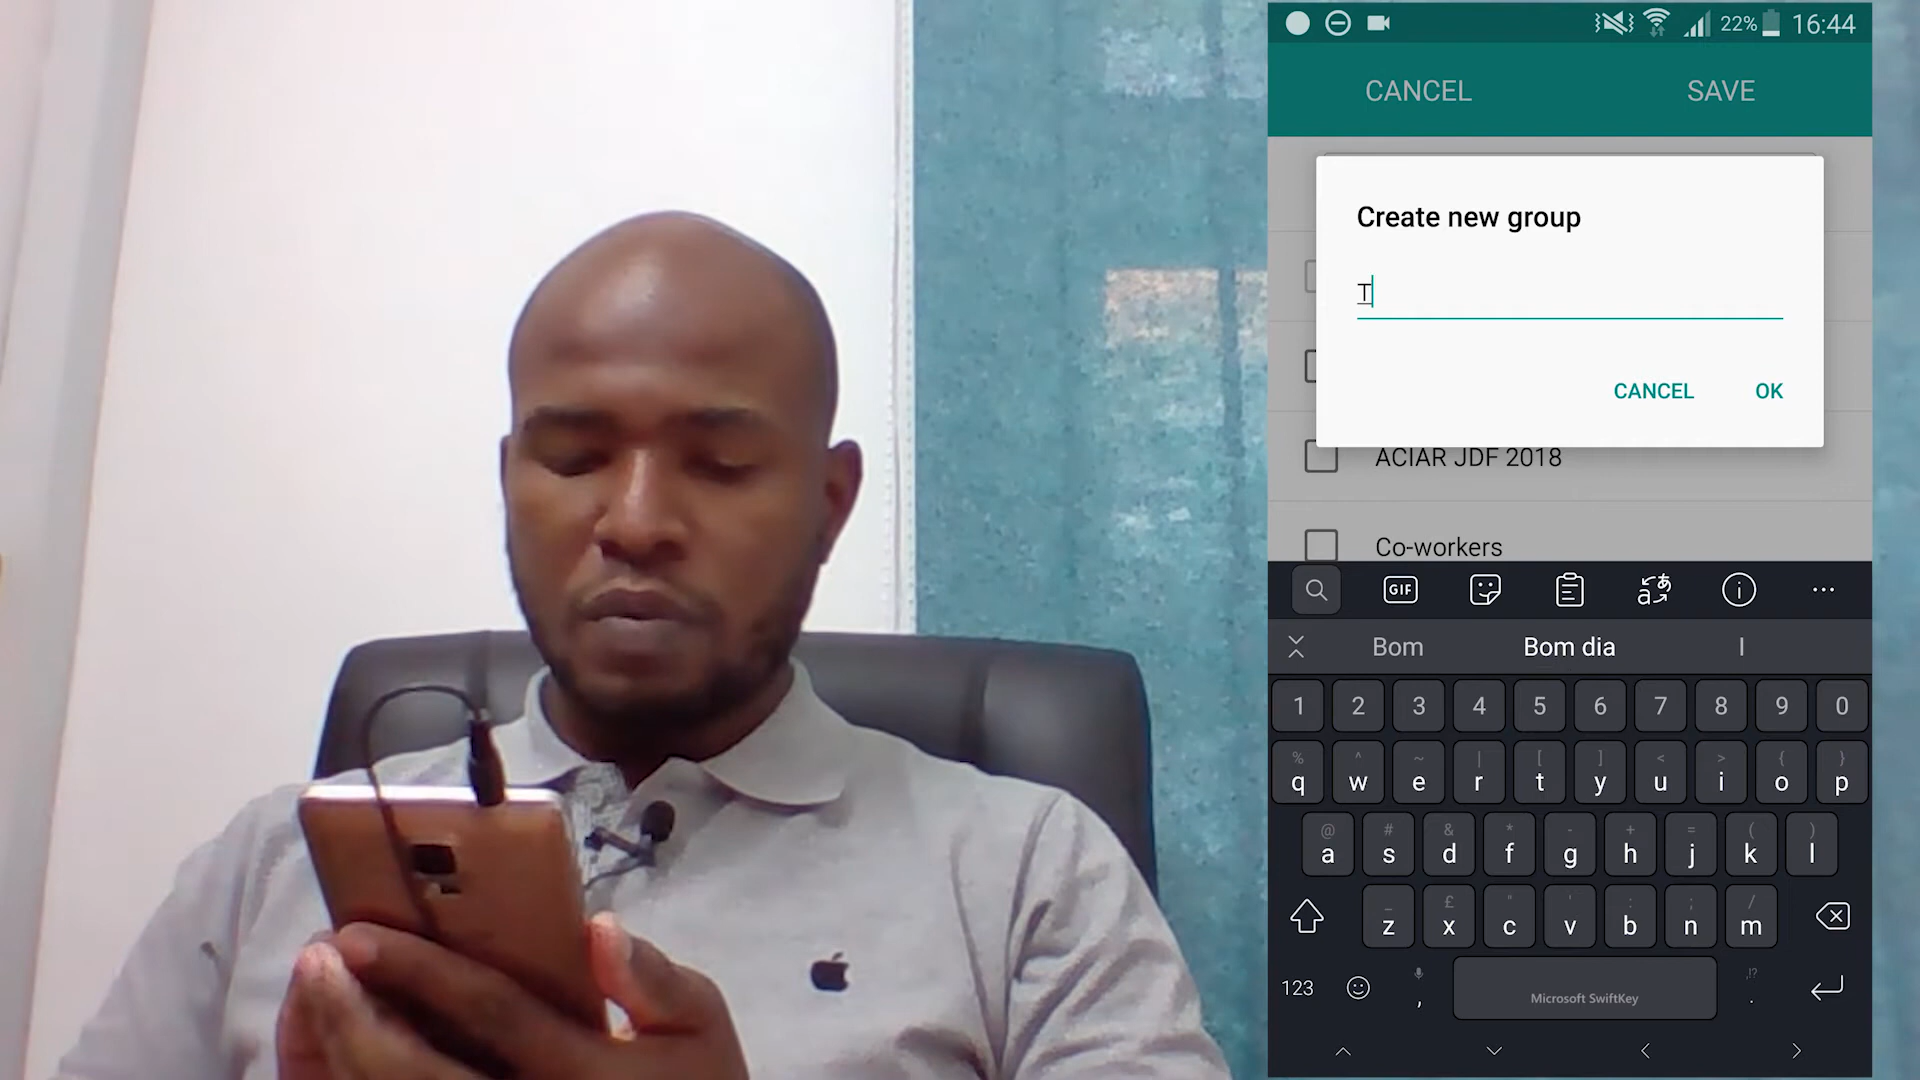 22% 16:44
CANCEL SAVE
Create new group
T
CANCEL OK
ACIAR JDF 2018
Co-workers
GIF
Bom Bom dia I
1 2 3 4 5 6 7 8 9 0
% ^ ~ | [ ] < > { }
q w e r t y u i o p
@ # & * - + = ( )
a s d f g h j k l
_ £ " ' : ; /
z x c v b n m
123 , Microsoft SwiftKey ,!? .